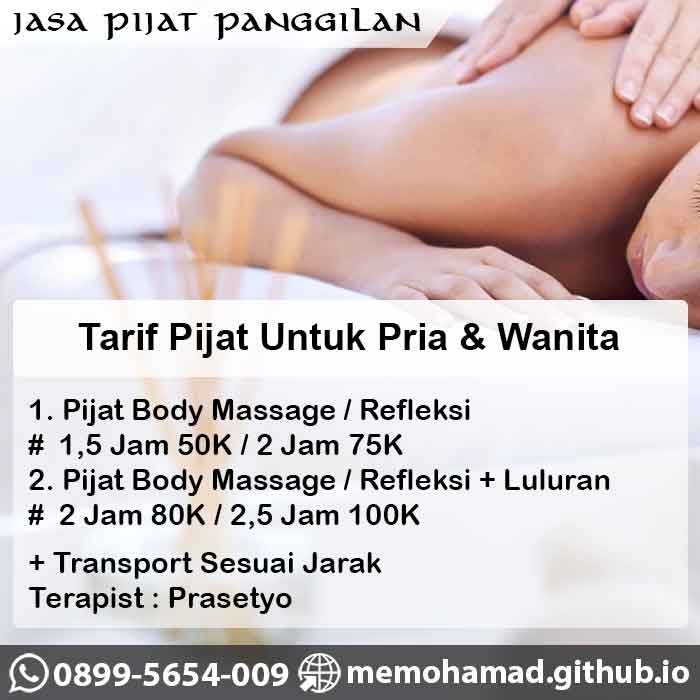 Jasa Pijat Panggilan
Tarif Pijat Untuk Pria & Wanita
1. Pijat Body Massage / Refleksi
# 1,5 Jam 50K / 2 Jam 75K
2. Pijat Body Massage / Refleksi + Luluran
# 2 Jam 80K / 2,5 Jam 100K
+ Transport Sesuai Jarak
Terapist : Prasetyo
0899-5654-009 memohamad.github.io